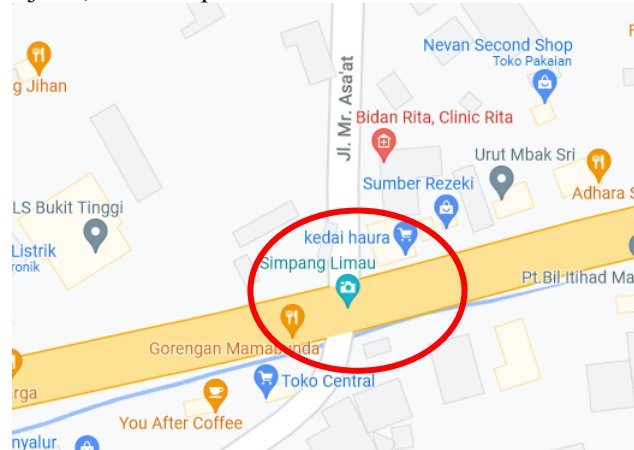 Nevan Second Shop
Toko Pakaian
g Jihan
Jl. Mr. Asa'at
Bidan Rita, Clinic Rita
Urut Mbak Sri
Sumber Rezeki
Adhara S
LS Bukit Tinggi
kedai haura
Listrik
ronik
Simpang Limau
Pt.Bil Itihad Ma
Gorengan Mamabunda
Toko Central
rga
You After Coffee
nyalur